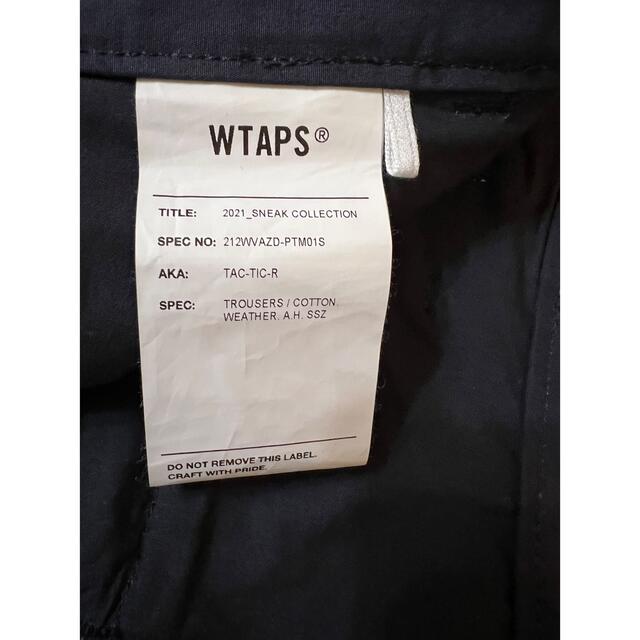 WTAPS®
TITLE: 2021_SNEAK COLLECTION
SPEC NO: 212WVAZD-PTM01S
AKA: TAC-TIC-R
SPEC: TROUSERS / COTTON.
WEATHER. A.H. SSZ
DO NOT REMOVE THIS LABEL.
CRAFT WITH PRIDE.